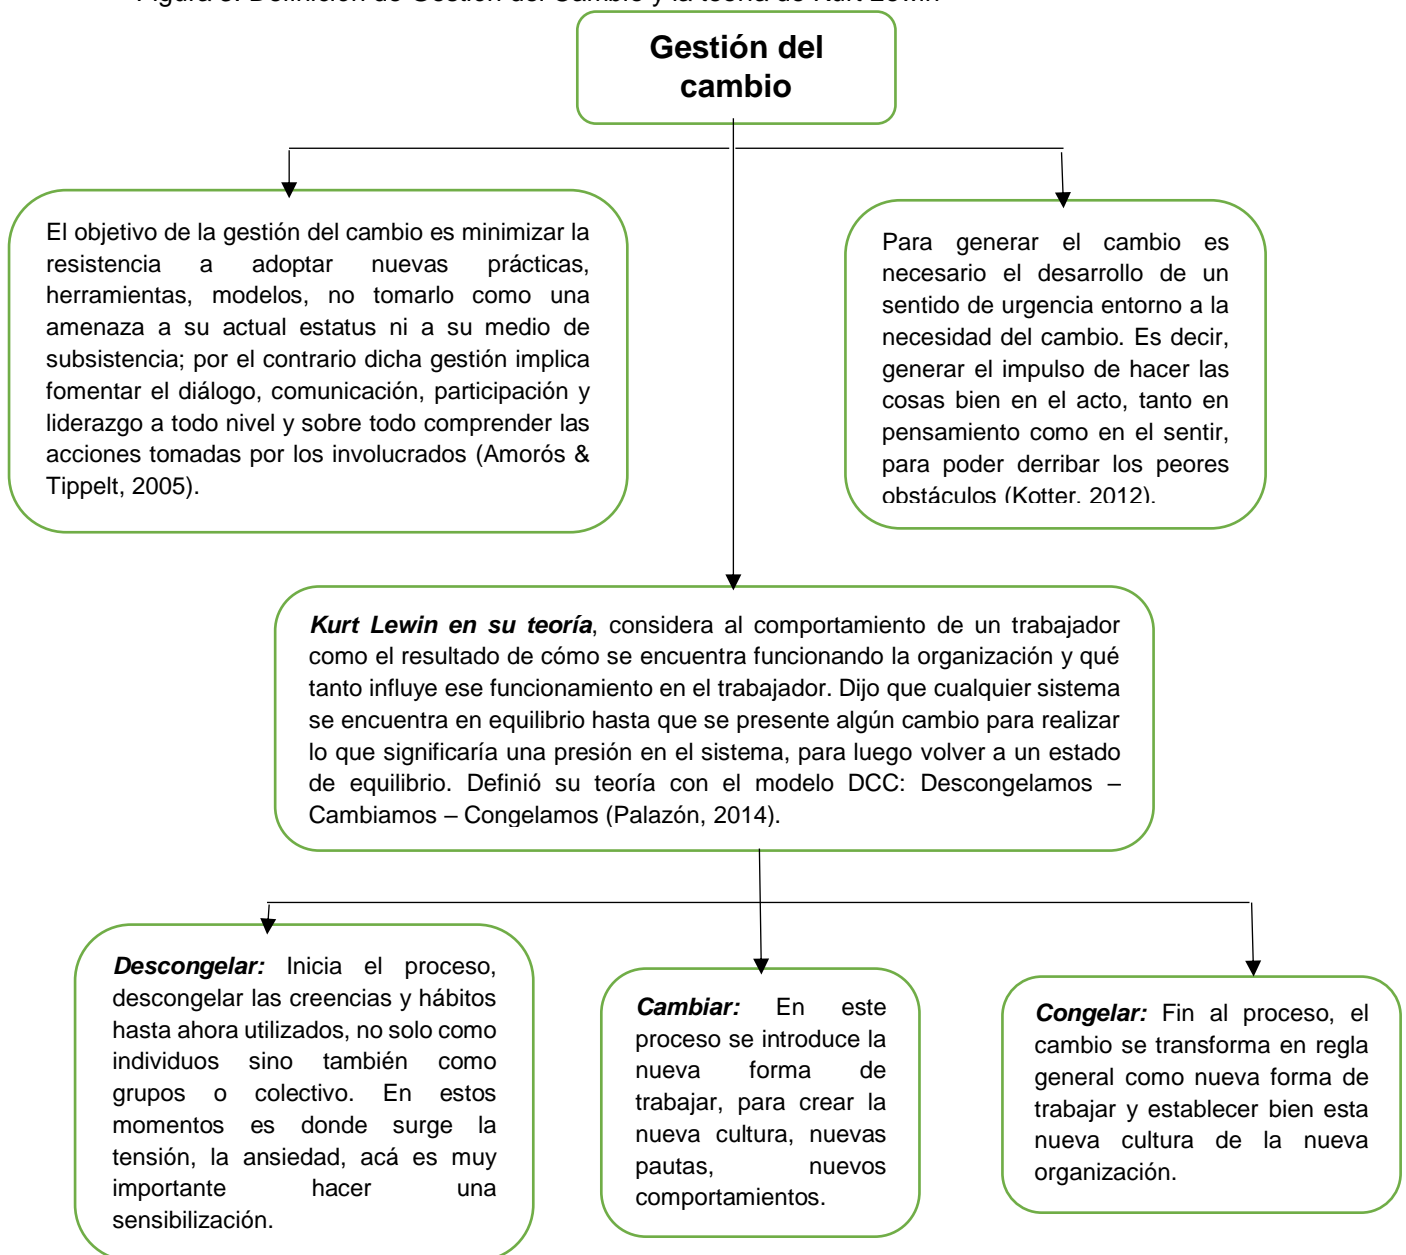 Gestión del
cambio
El objetivo de la gestión del cambio es minimizar la
resistencia a adoptar nuevas prácticas,
herramientas, modelos, no tomarlo como una
amenaza a su actual estatus ni a su medio de
subsistencia; por el contrario dicha gestión implica
fomentar el diálogo, comunicación, participación y
liderazgo a todo nivel y sobre todo comprender las
acciones tomadas por los involucrados (Amorós &
Tippelt, 2005).
Para generar el cambio es
necesario el desarrollo de un
sentido de urgencia entorno a la
necesidad del cambio. Es decir,
generar el impulso de hacer las
cosas bien en el acto, tanto en
pensamiento como en el sentir,
para poder derribar los peores
obstáculos (Kotter, 2012).
Kurt Lewin en su teoría, considera al comportamiento de un trabajador
como el resultado de cómo se encuentra funcionando la organización y qué
tanto influye ese funcionamiento en el trabajador. Dijo que cualquier sistema
se encuentra en equilibrio hasta que se presente algún cambio para realizar
lo que significaría una presión en el sistema, para luego volver a un estado
de equilibrio. Definió su teoría con el modelo DCC: Descongelamos –
Cambiamos – Congelamos (Palazón, 2014).
Descongelar: Inicia el proceso,
descongelar las creencias y hábitos
hasta ahora utilizados, no solo como
individuos sino también como
grupos o colectivo. En estos
momentos es donde surge la
tensión, la ansiedad, acá es muy
importante hacer una
sensibilización.
Cambiar: En este
proceso se introduce la
nueva forma de
trabajar, para crear la
nueva cultura, nuevas
pautas, nuevos
comportamientos.
Congelar: Fin al proceso, el
cambio se transforma en regla
general como nueva forma de
trabajar y establecer bien esta
nueva cultura de la nueva
organización.